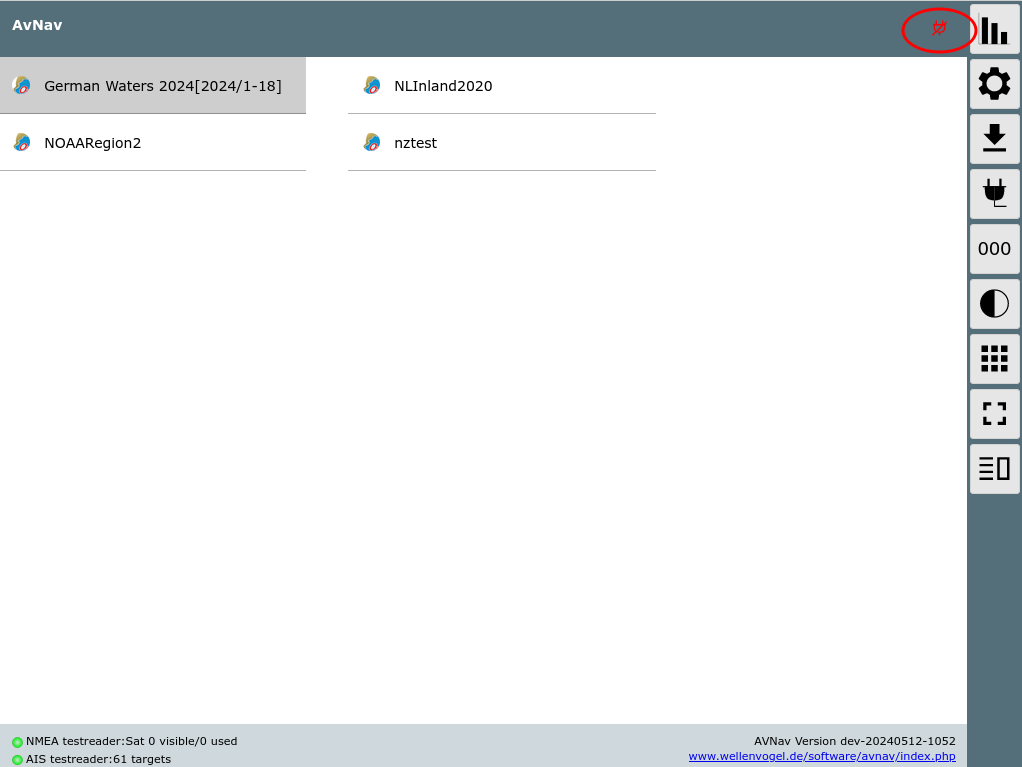 AvNav
German Waters 2024[2024/1-18]
NLInland2020
NOAARegion2
nztest
000
NMEA testreader:Sat 0 visible/0 used
AIS testreader:61 targets
AVNav Version dev-20240512-1052
www.wellenvogel.de/software/avnav/index.php